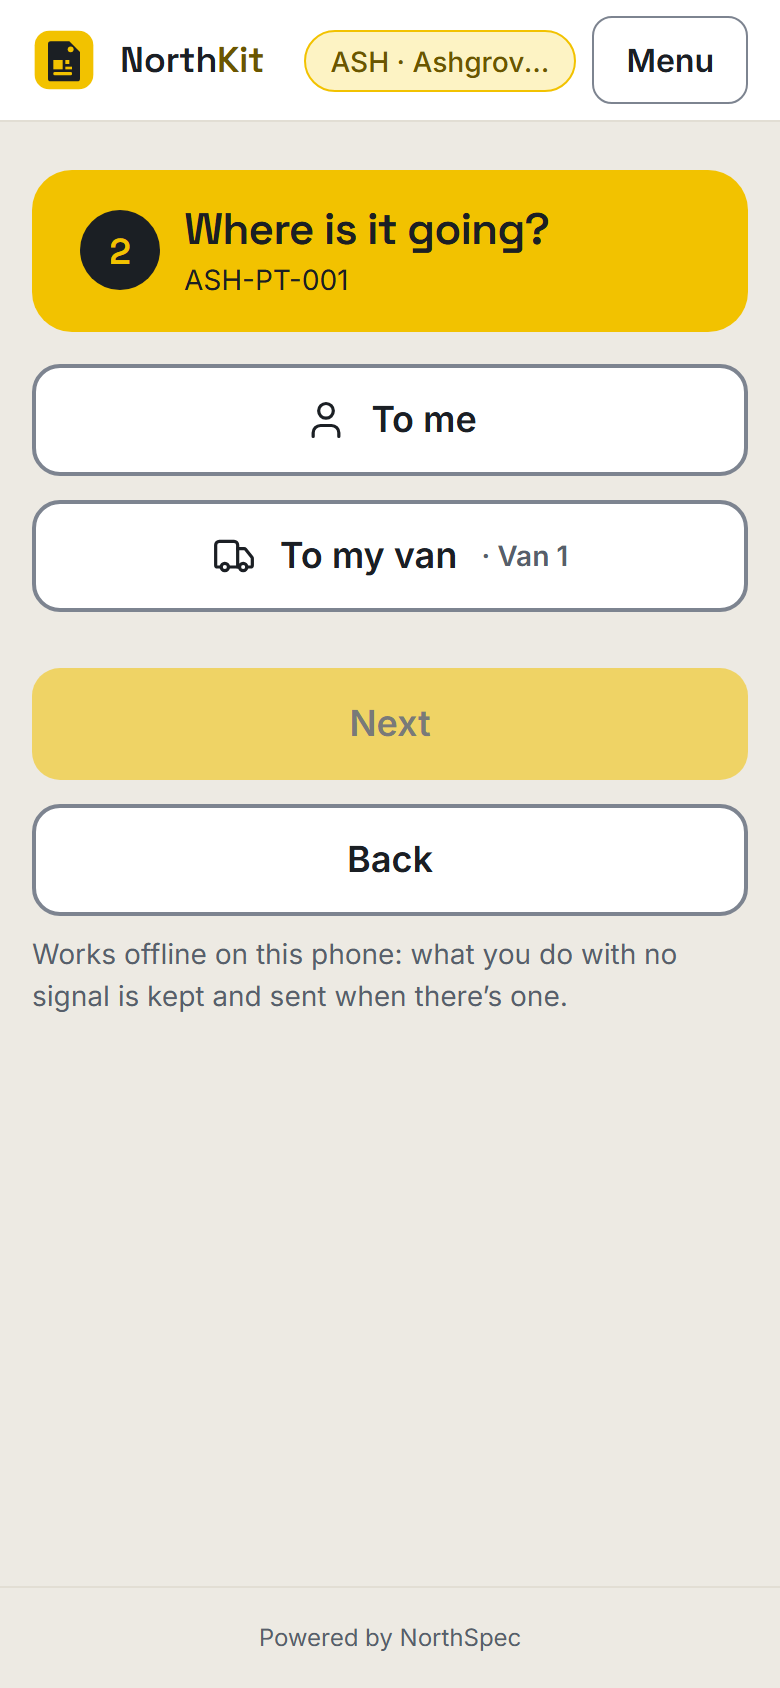 NorthKit
ASH · Ashgrov...
Menu
2
Where is it going?
ASH-PT-001
To me
To my van · Van 1
Next
Back
Works offline on this phone: what you do with no
signal is kept and sent when there’s one.
Powered by NorthSpec